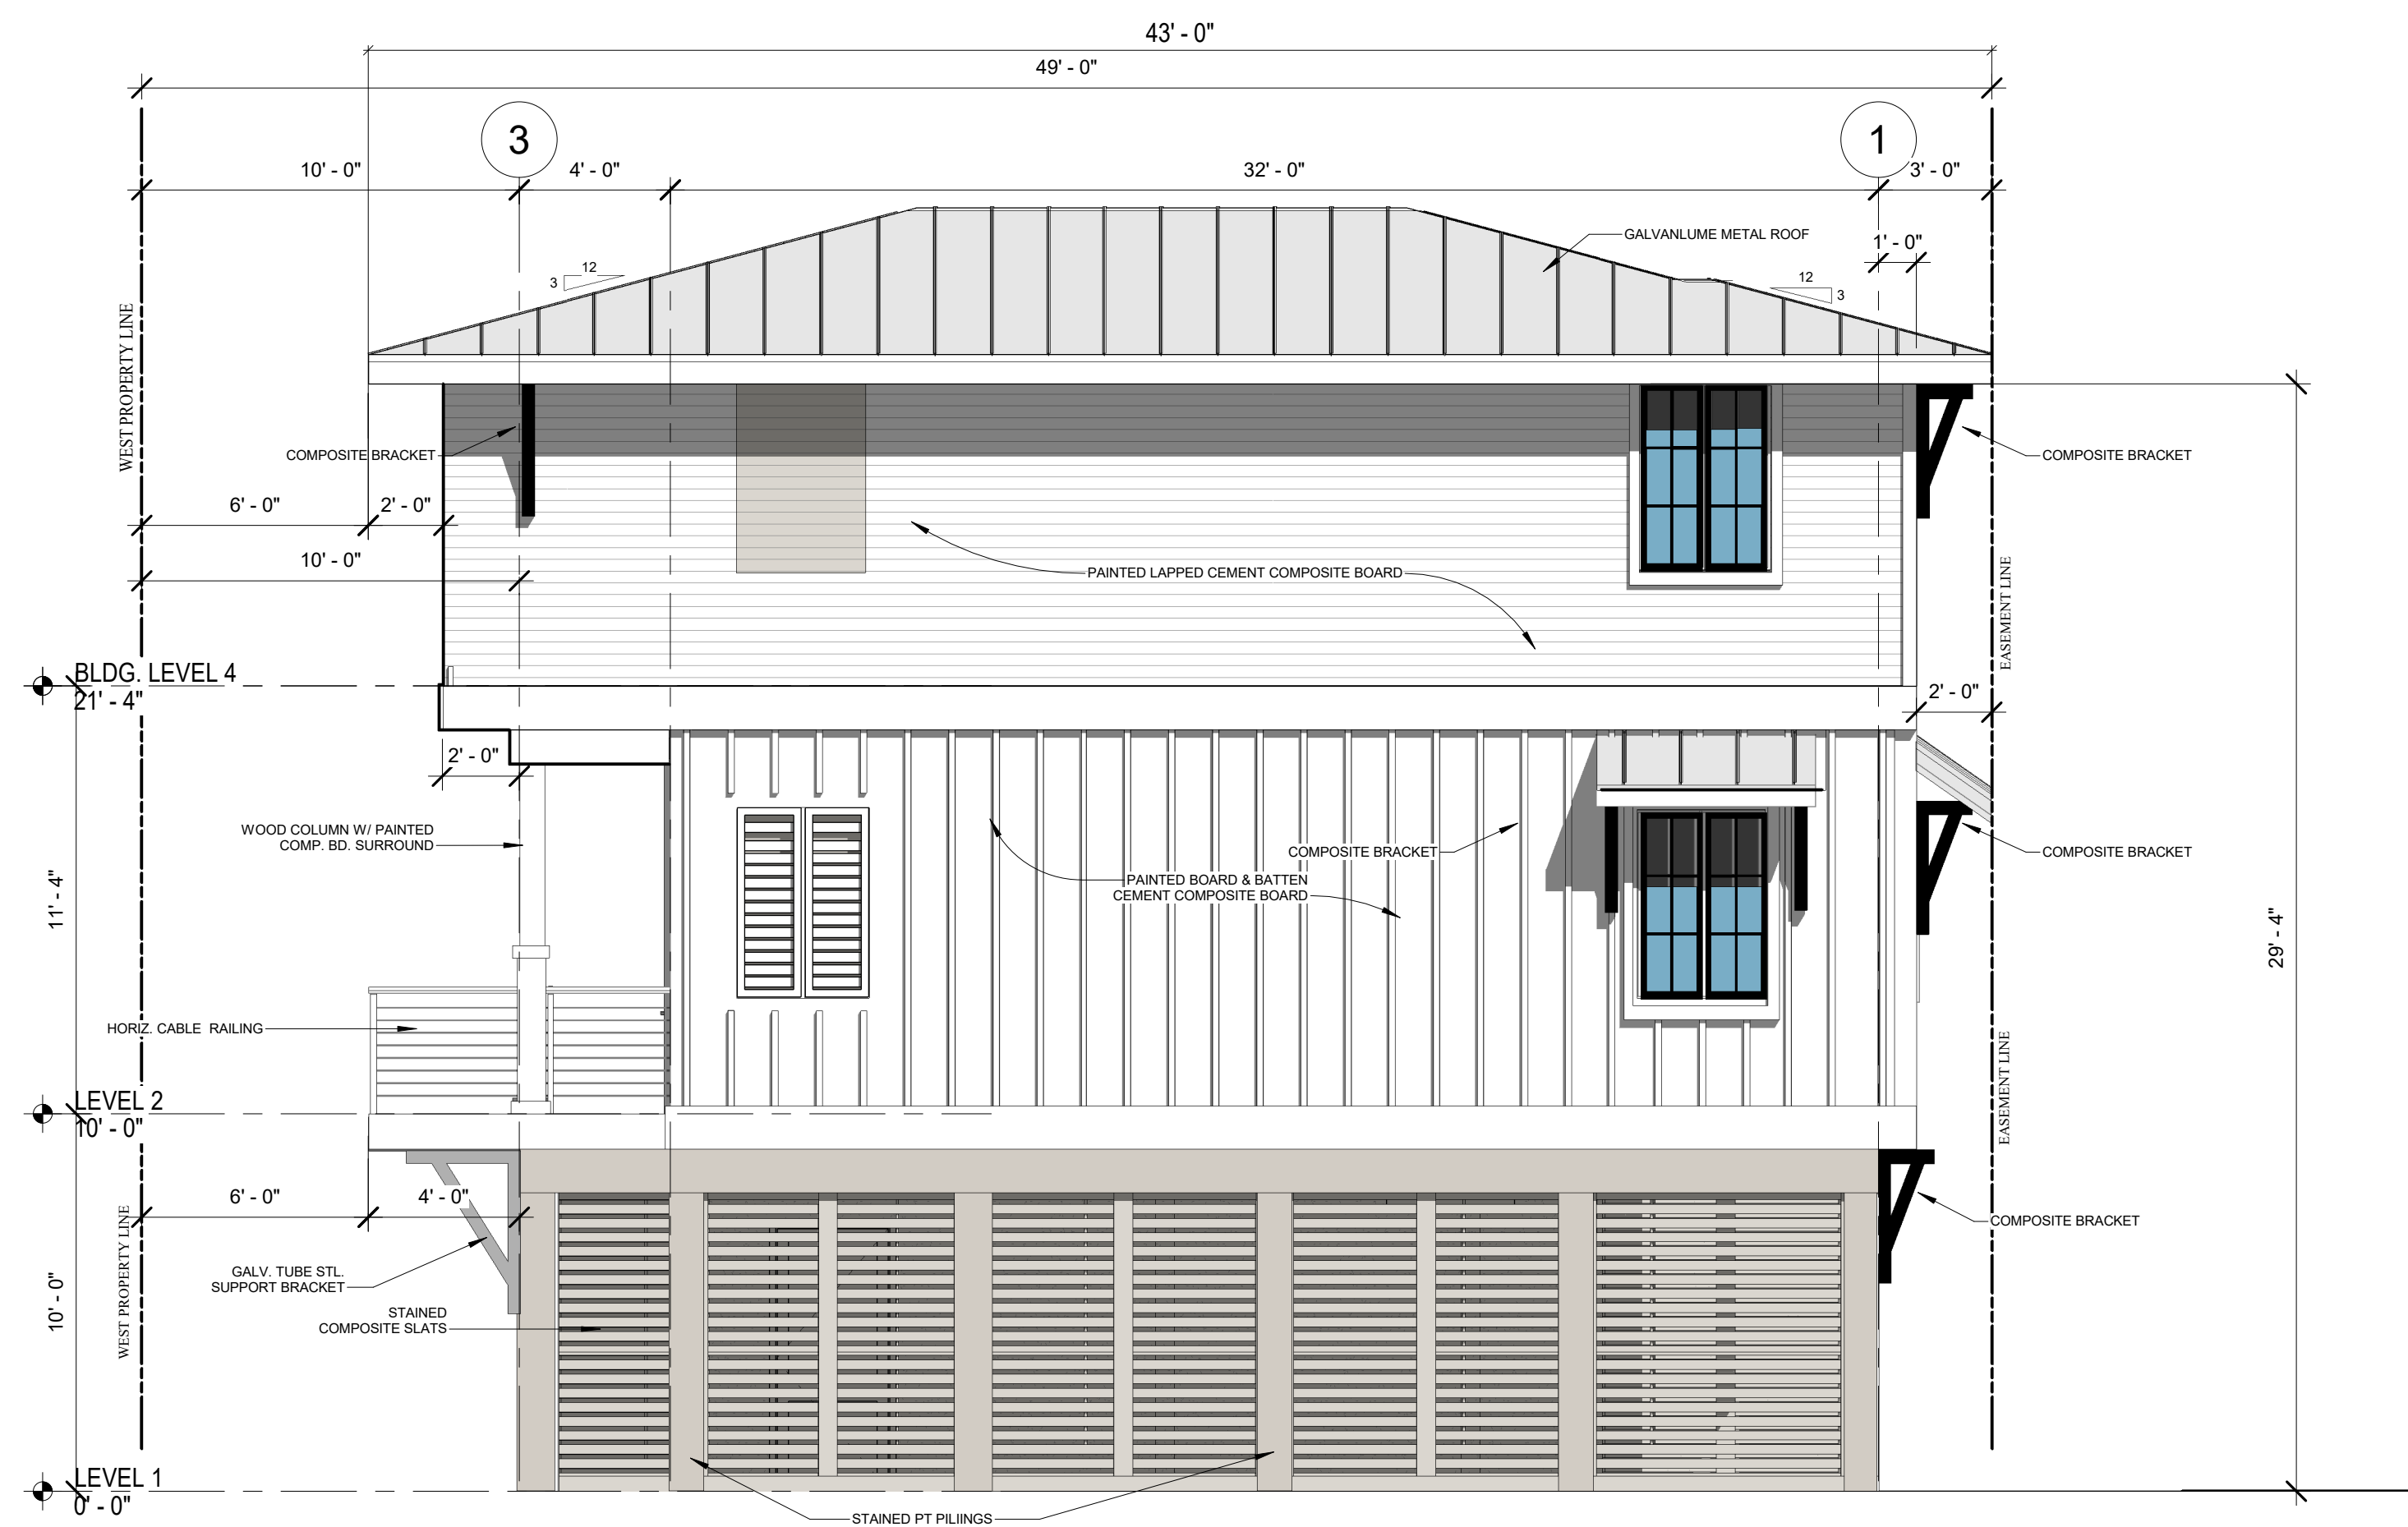 43' - 0"
49' - 0"
3
1
10' - 0"
4' - 0"
32' - 0"
3' - 0"
GALVANLUME METAL ROOF
1' - 0"
12
3
12
3
WEST PROPERTY LINE
COMPOSITE BRACKET
COMPOSITE BRACKET
6' - 0"
2' - 0"
10' - 0"
PAINTED LAPPED CEMENT COMPOSITE BOARD
EASEMENT LINE
BLDG. LEVEL 4
21' - 4"
2' - 0"
2' - 0"
WOOD COLUMN W/ PAINTED
COMP. BD. SURROUND
COMPOSITE BRACKET
COMPOSITE BRACKET
PAINTED BOARD & BATTEN
CEMENT COMPOSITE BOARD
11' - 4"
29' - 4"
HORIZ. CABLE RAILING
EASEMENT LINE
LEVEL 2
10' - 0"
6' - 0"
4' - 0"
COMPOSITE BRACKET
WEST PROPERTY LINE
GALV. TUBE STL.
SUPPORT BRACKET
10' - 0"
STAINED
COMPOSITE SLATS
LEVEL 1
0' - 0"
STAINED PT PILIINGS